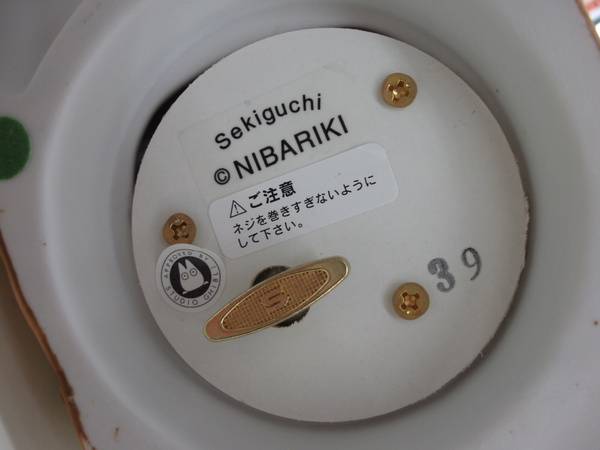 Sekiguchi
©NIBARIKI
⚠ご注意
ネジを巻きすぎないように
して下さい。
APPROVED BY
STUDIO GHIBLI
39